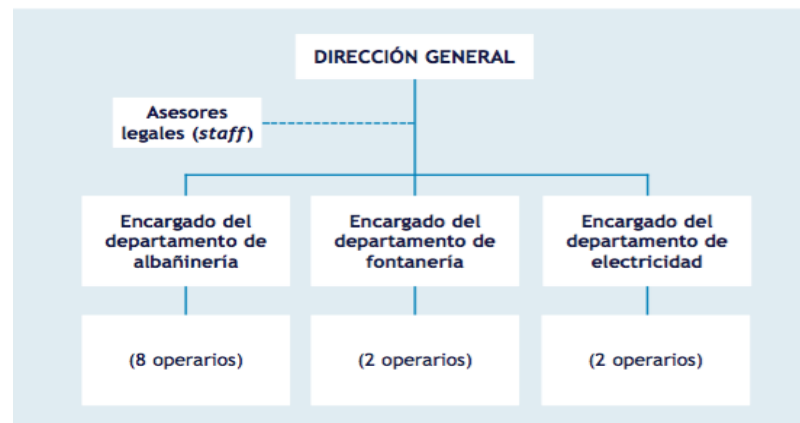 DIRECCIÓN GENERAL
Asesores
legales (staff)
Encargado del
departamento de
albañinería
Encargado del
departamento de
fontanería
Encargado del
departamento de
electricidad
(8 operarios)
(2 operarios)
(2 operarios)